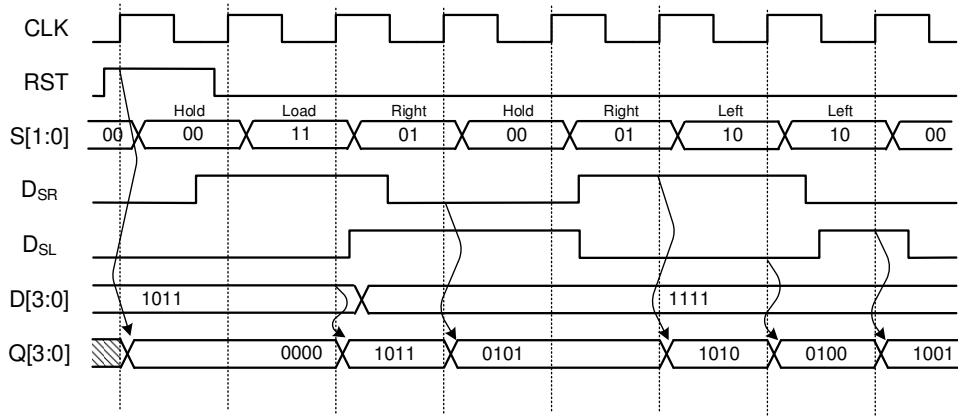 CLK
RST
Hold Load Right Hold Right Left Left
S[1:0] 00 00 11 01 00 01 10 10 00
DSR
DSL
D[3:0] 1011 1111
Q[3:0] 0000 1011 0101 1010 0100 1001